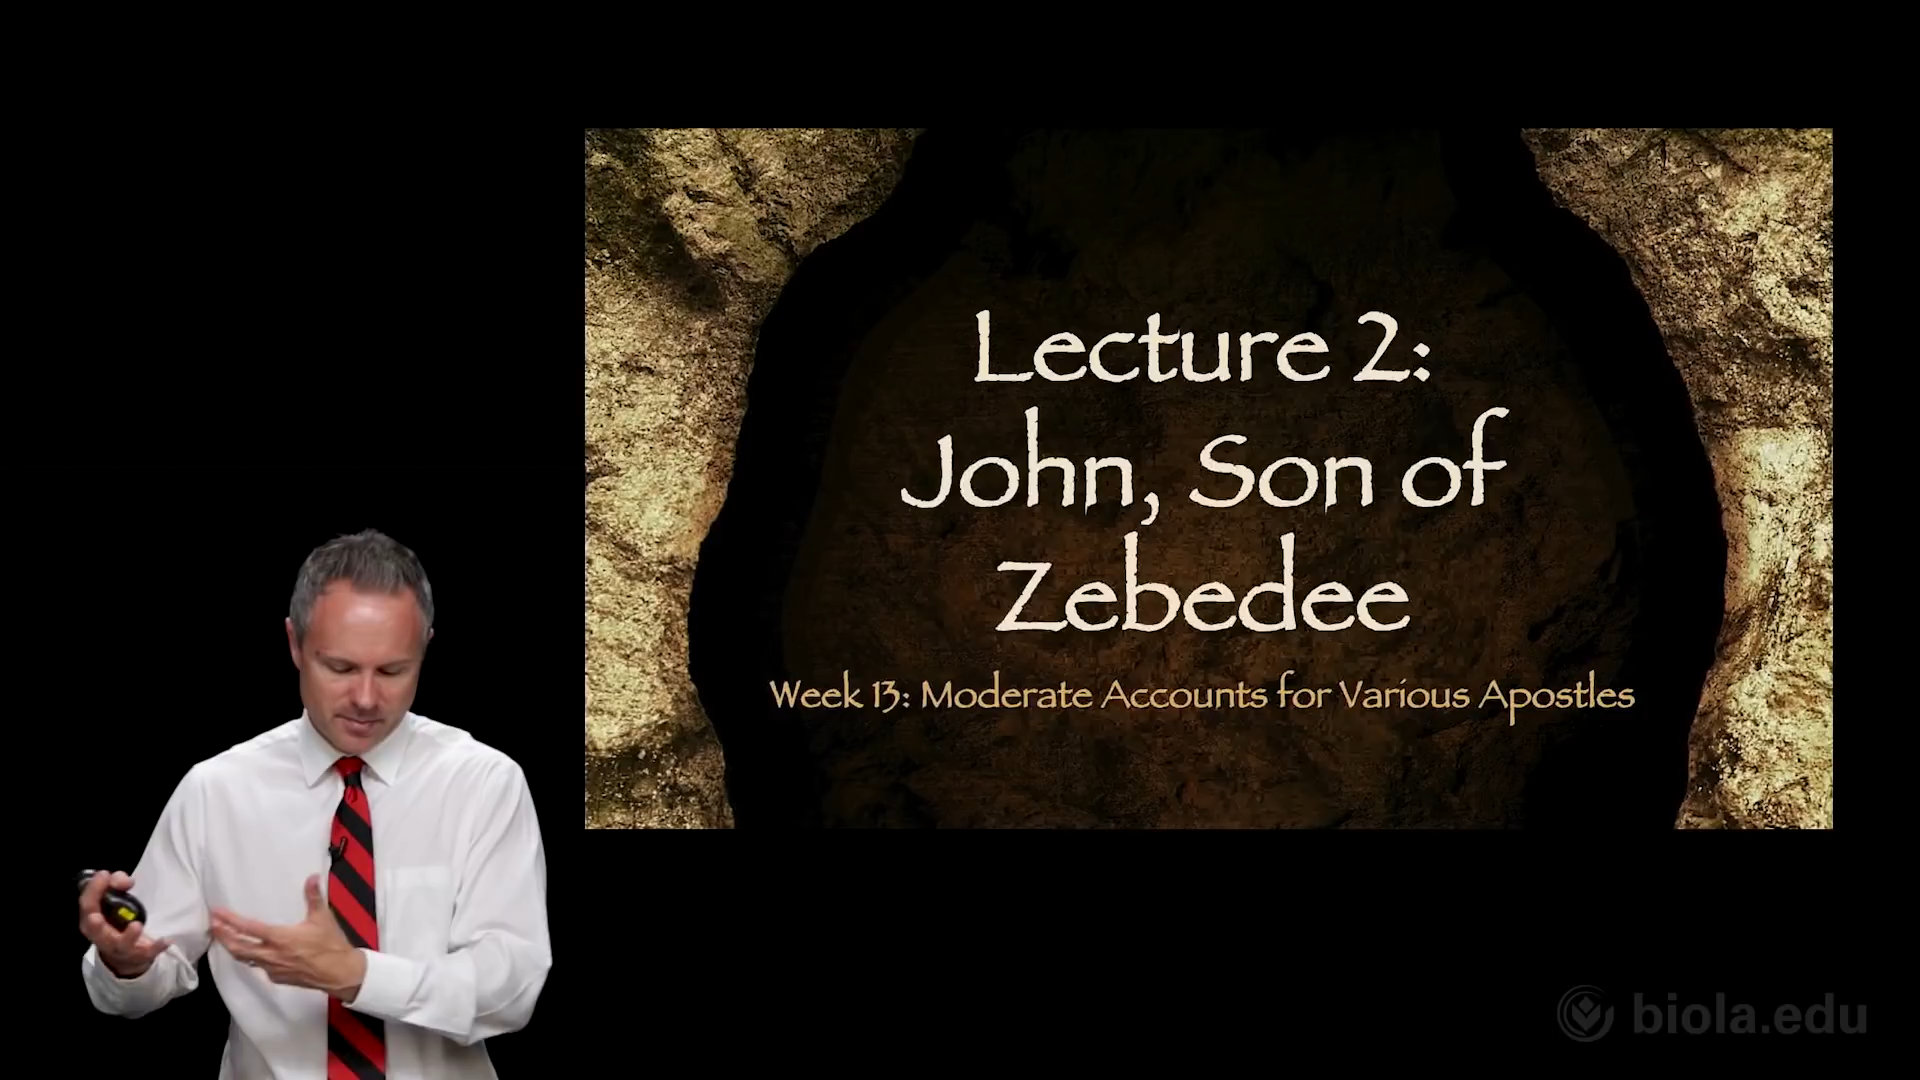 Lecture 2:
John, Son of
Zebedee
Week 13: Moderate Accounts for Various Apostles
biola.edu